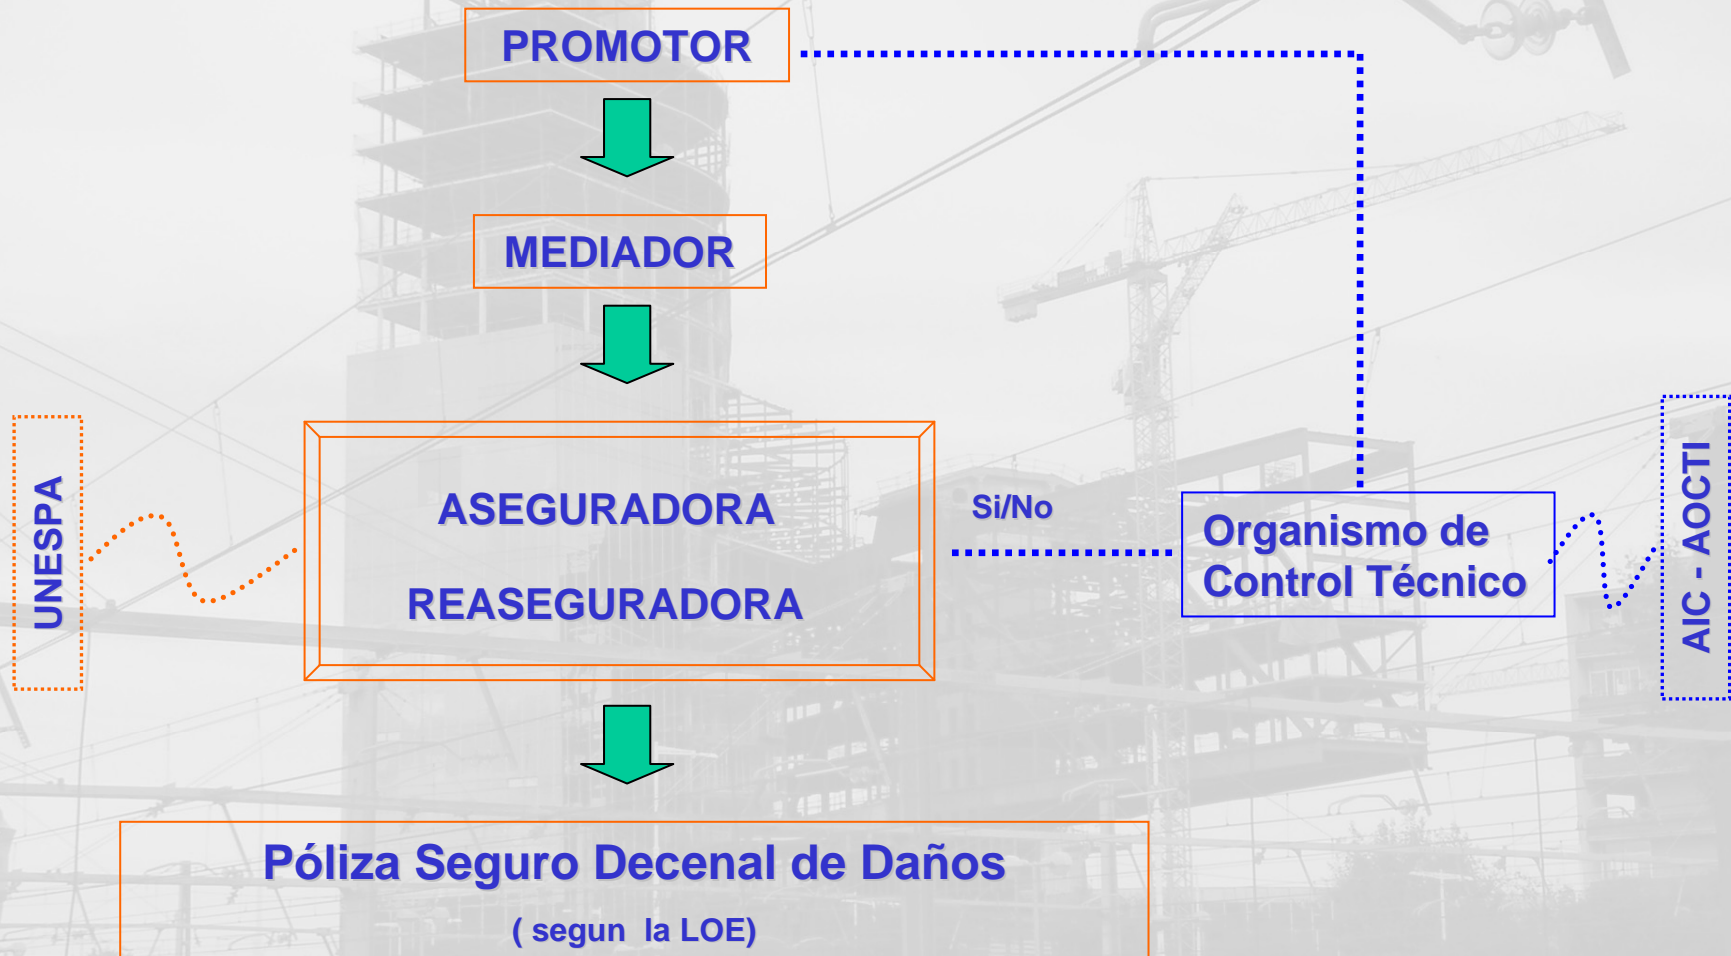 PROMOTOR
MEDIADOR
UNESPA
ASEGURADORA
REASEGURADORA
Si/No
Organismo de
Control Técnico
AIC - AOCTI
Póliza Seguro Decenal de Daños
( segun la LOE)